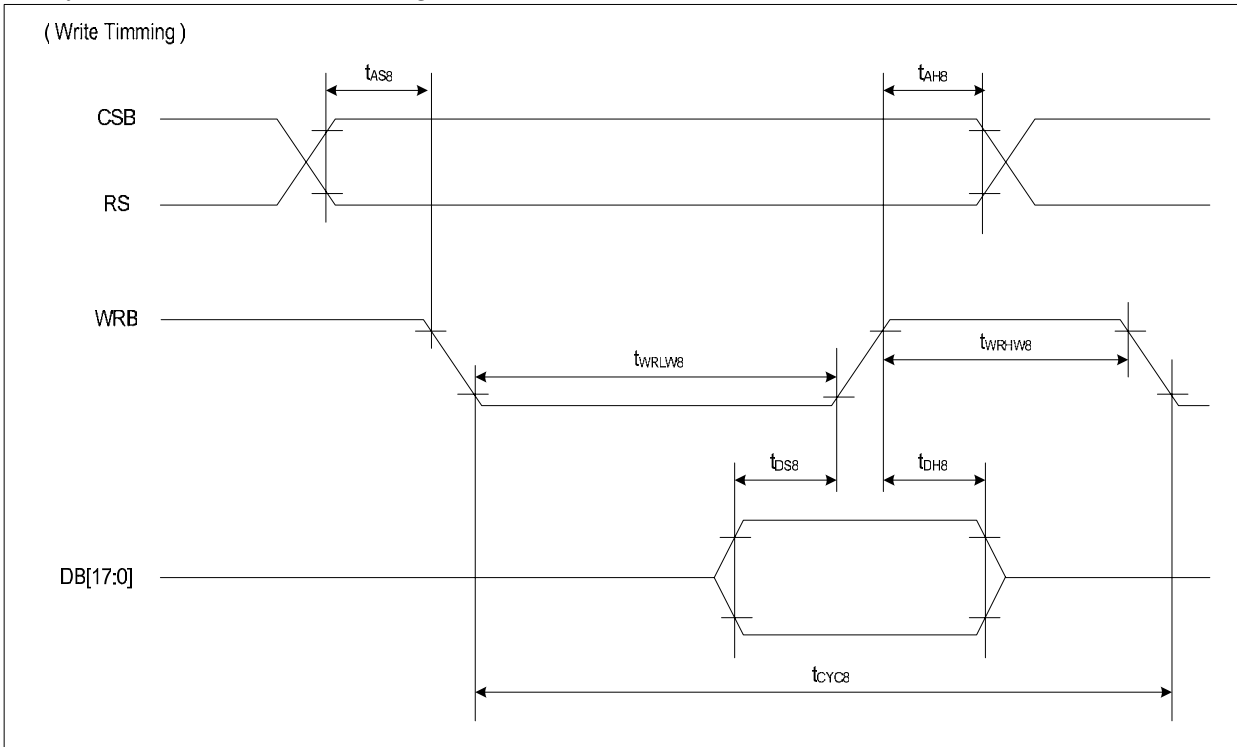 ( Write Timming )
tAS8
tAH8
CSB
RS
WRB
tWRLW8
tWRHW8
tDS8
tDH8
DB[17:0]
tCYC8